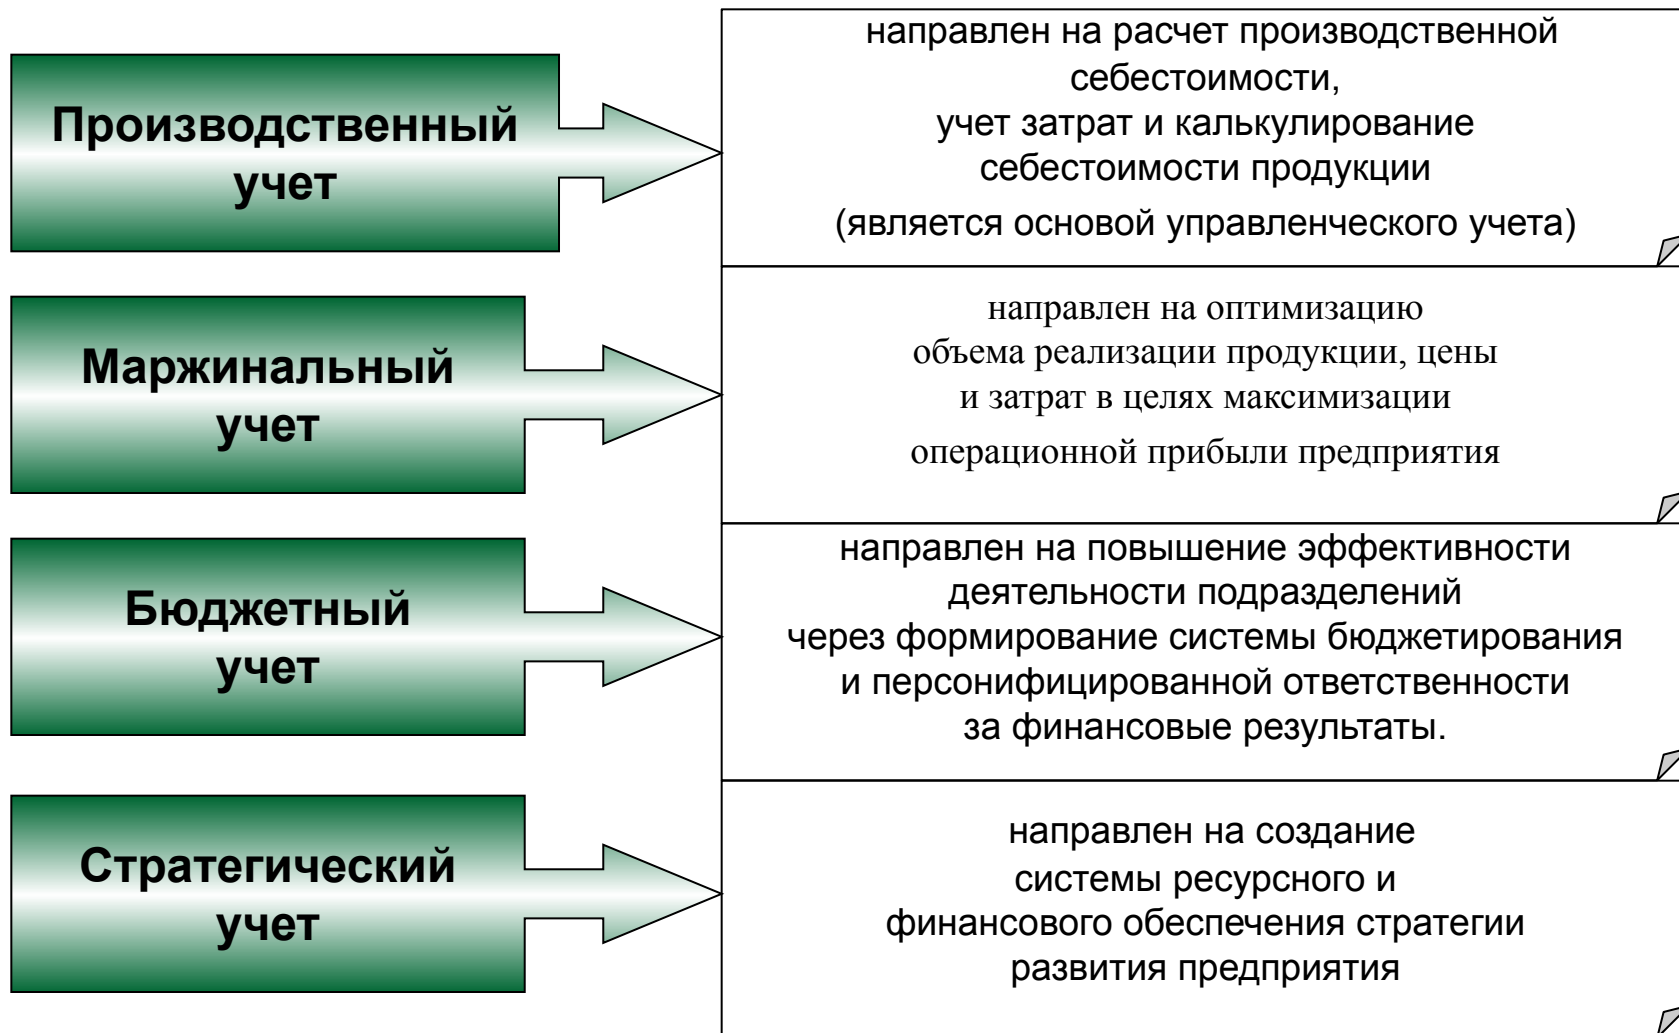 Производственный
учет
направлен на расчет производственной
себестоимости,
учет затрат и калькулирование
себестоимости продукции
(является основой управленческого учета)
Маржинальный
учет
направлен на оптимизацию
объема реализации продукции, цены
и затрат в целях максимизации
операционной прибыли предприятия
Бюджетный
учет
направлен на повышение эффективности
деятельности подразделений
через формирование системы бюджетирования
и персонифицированной ответственности
за финансовые результаты.
Стратегический
учет
направлен на создание
системы ресурсного и
финансового обеспечения стратегии
развития предприятия